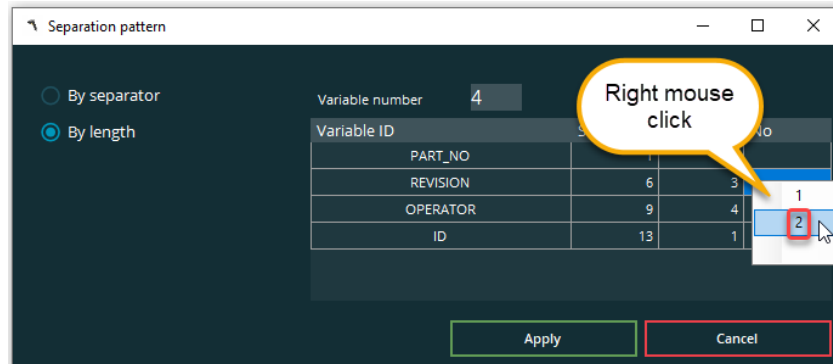 Separation pattern
By separator
By length
Variable number 4
Right mouse
click
Variable ID
No
PART_NO 1
REVISION 6 3
OPERATOR 9 4
ID 13 1
1
2
Apply Cancel